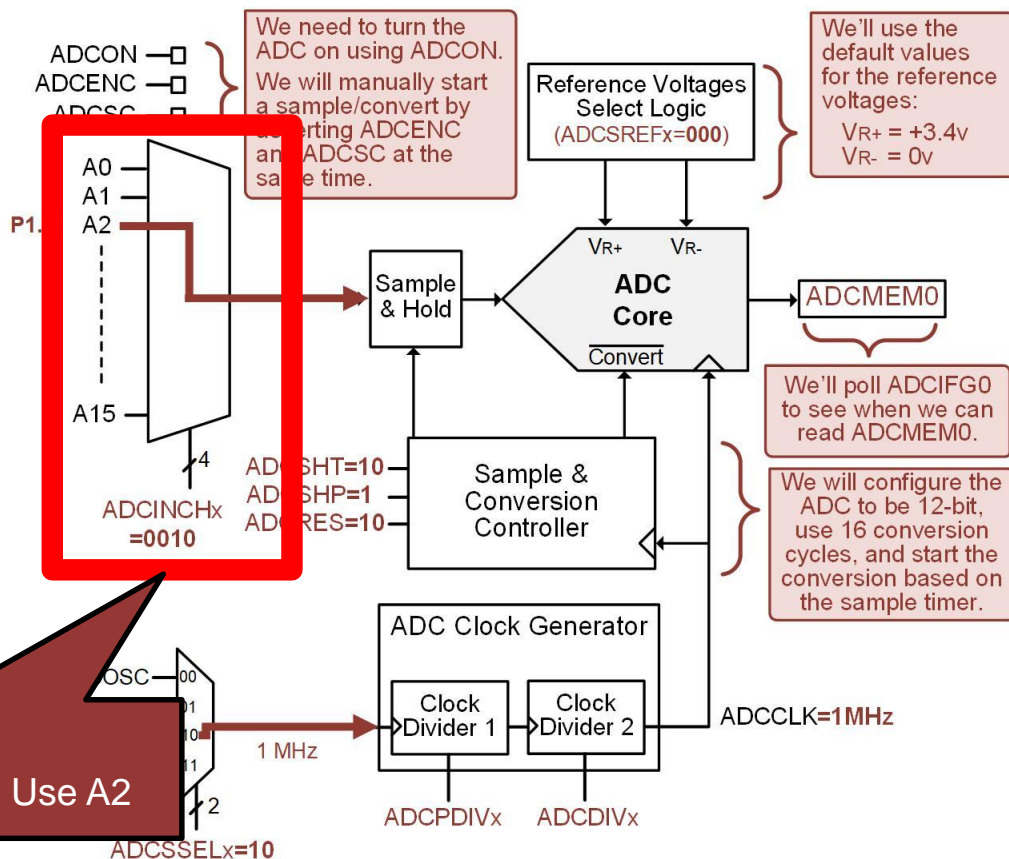 ADCON
ADCENC
ADCSC
We need to turn the
ADC on using ADCON.
We will manually start
a sample/convert by
ADCENC
ADCSC at the
time.
Reference Voltages
Select Logic
(ADCSREFx=000)
We'll use the
default values
for the reference
voltages:
VR+ = +3.4v
VR- = 0v
A0
A1
P1.
A2
A15
4
ADCINCHx
=0010
Sample
& Hold
VR+
VR-
ADC
Core
Convert
ADCMEM0
We'll poll ADCIFG0
to see when we can
read ADCMEM0.
SHT=10
SHP=1
RES=10
Sample &
Conversion
Controller
We will configure the
ADC to be 12-bit,
use 16 conversion
cycles, and start the
conversion based on
the sample timer.
ADC Clock Generator
OSC
00
01
10
11
2
ADCSSELx=10
1 MHz
Clock
Divider 1
Clock
Divider 2
ADCCLK=1MHz
ADCPDIVx
ADCDIVx
Use A2